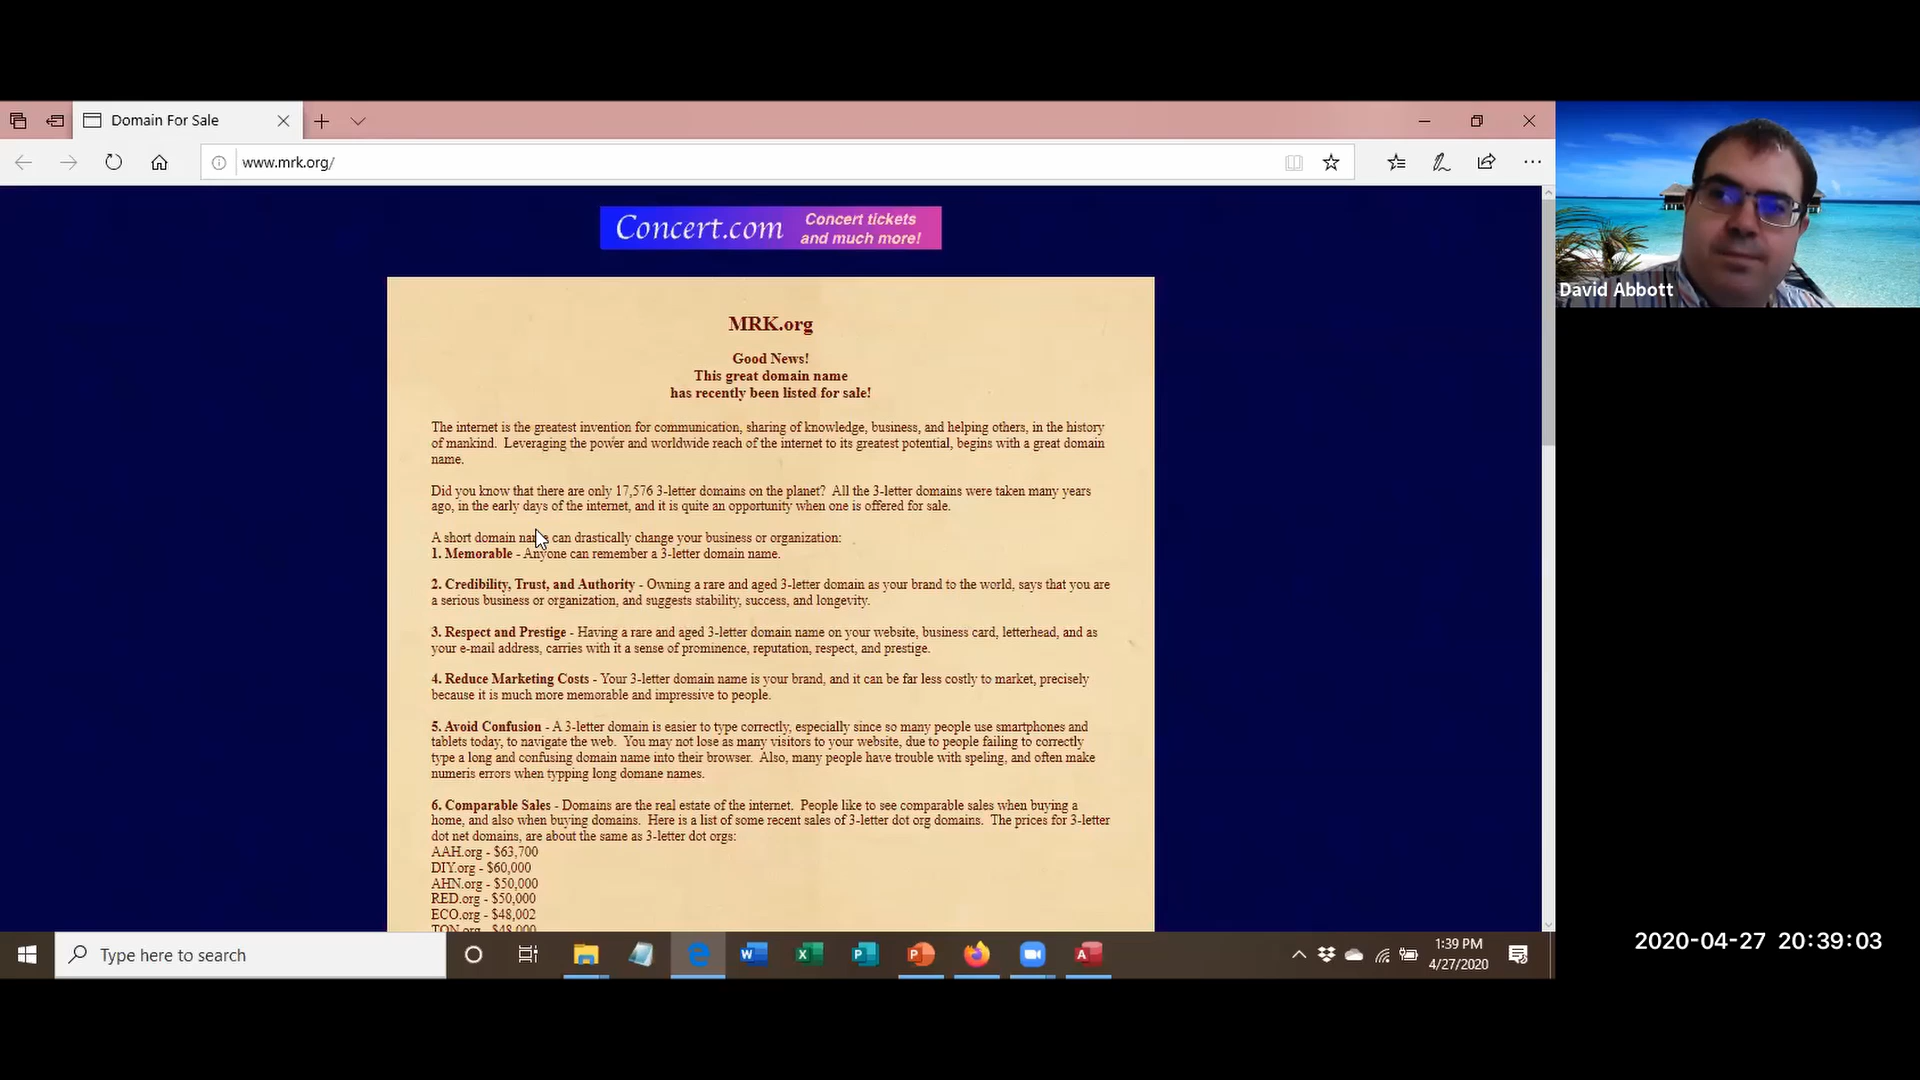 Domain For Sale
www.mrk.org/
Concert.com
Concert tickets
and much more!
David Abbott
MRK.org
Good News!
This great domain name
has recently been listed for sale!
The internet is the greatest invention for communication, sharing of knowledge, business, and helping others, in the history
of mankind. Leveraging the power and worldwide reach of the internet to its greatest potential, begins with a great domain
name.
Did you know that there are only 17,576 3-letter domains on the planet? All the 3-letter domains were taken many years
ago, in the early days of the internet, and it is quite an opportunity when one is offered for sale.
A short domain name can drastically change your business or organization:
1. Memorable - Anyone can remember a 3-letter domain name.
2. Credibility, Trust, and Authority - Owning a rare and aged 3-letter domain as your brand to the world, says that you are
a serious business or organization, and suggests stability, success, and longevity.
3. Respect and Prestige - Having a rare and aged 3-letter domain name on your website, business card, letterhead, and as
your e-mail address, carries with it a sense of prominence, reputation, respect, and prestige.
4. Reduce Marketing Costs - Your 3-letter domain name is your brand, and it can be far less costly to market, precisely
because it is much more memorable and impressive to people.
5. Avoid Confusion - A 3-letter domain is easier to type correctly, especially since so many people use smartphones and
tablets today, to navigate the web. You may not lose as many visitors to your website, due to people failing to correctly
type a long and confusing domain name into their browser. Also, many people have trouble with speling, and often make
numeris errors when typping long domane names.
6. Comparable Sales - Domains are the real estate of the internet. People like to see comparable sales when buying a
home, and also when buying domains. Here is a list of some recent sales of 3-letter dot org domains. The prices for 3-letter
dot net domains, are about the same as 3-letter dot orgs:
AAH.org - $63,700
DIY.org - $60,000
AHN.org - $50,000
RED.org - $50,000
ECO.org - $48,002
TON.org - $48,000
Type here to search
1:39 PM
4/27/2020
2020-04-27 20:39:03